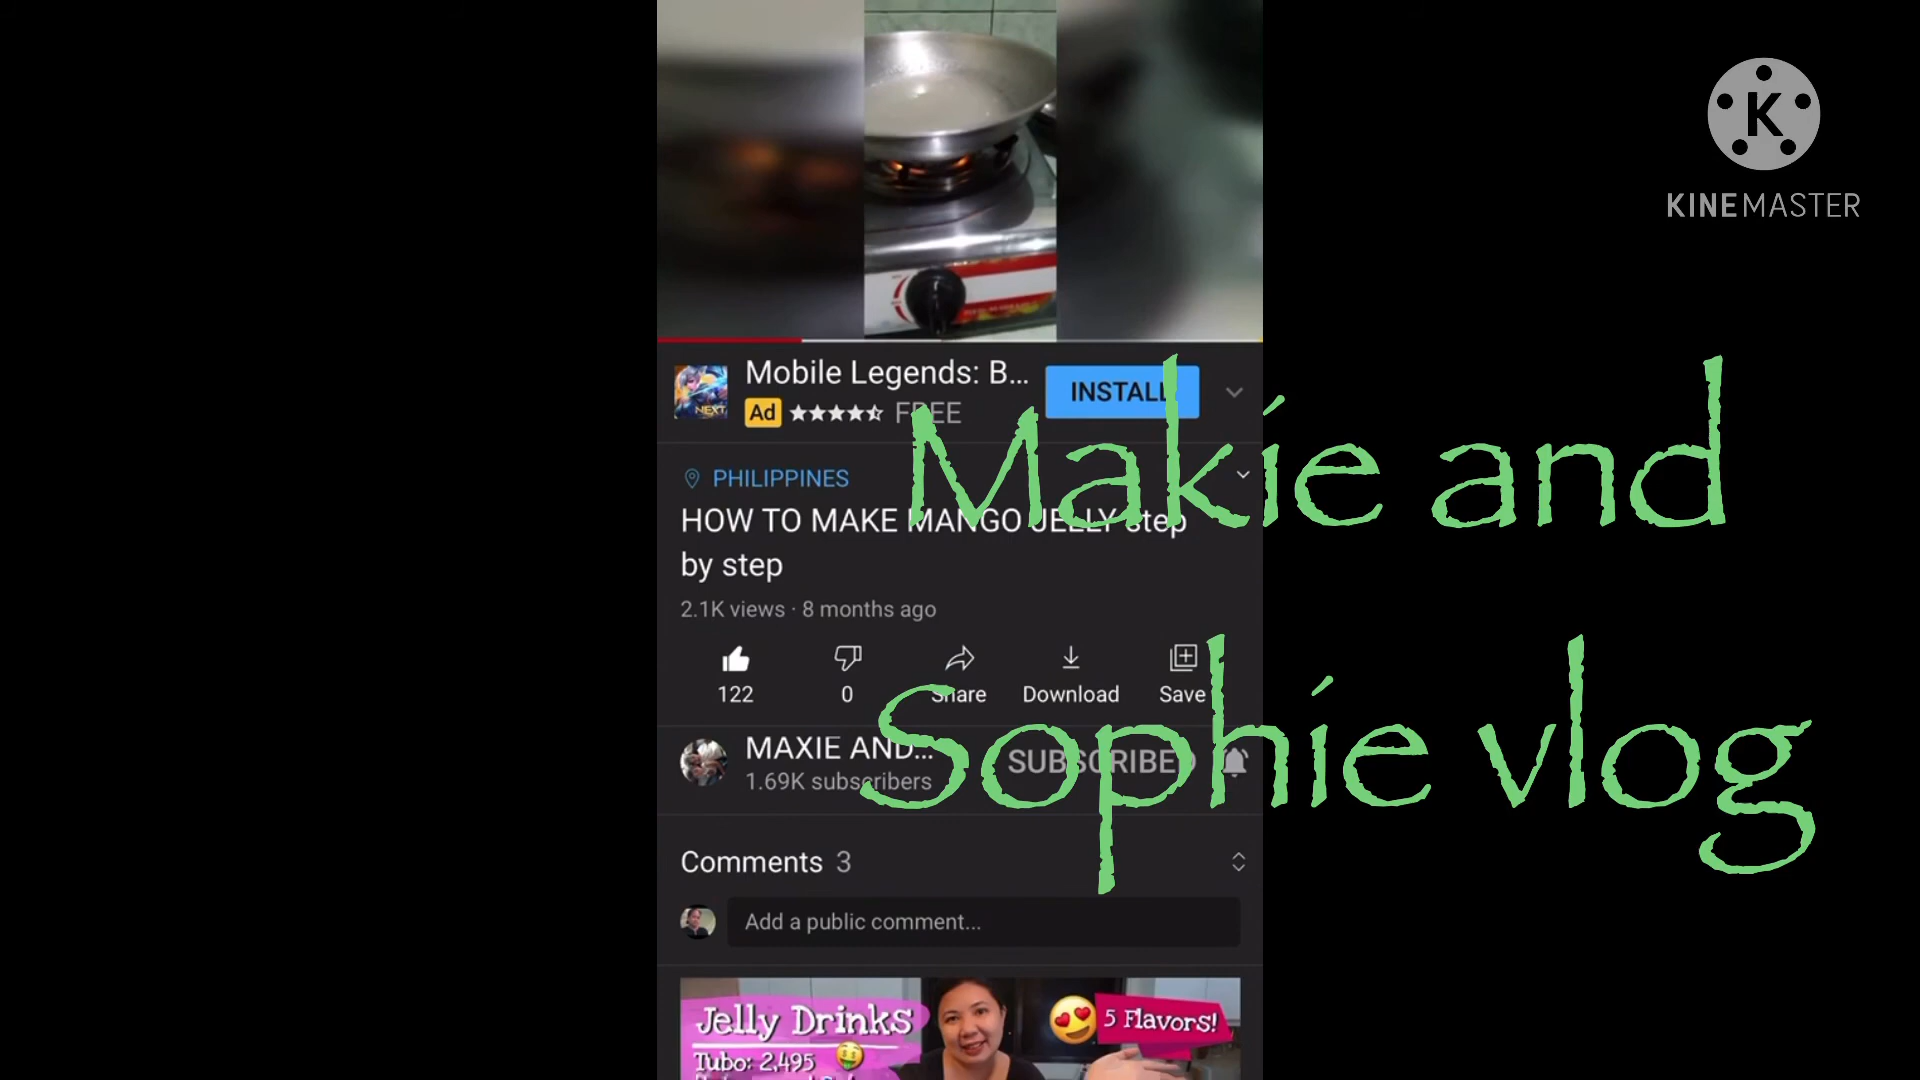 KINEMASTER
NEXT
Mobile Legends: B...
INSTALL
Ad
FREE
PHILIPPINES
HOW TO MAKE MANGO JELLY step
by step
2.1K views · 8 months ago
122
0
Share
Download
Save
MAXIE AND...
1.69K subscribers
SUBSCRIBED
Makie and
Sophie vlog
Comments 3
Add a public comment...
Jelly Drinks
Tubo: 2,495
5 Flavors!